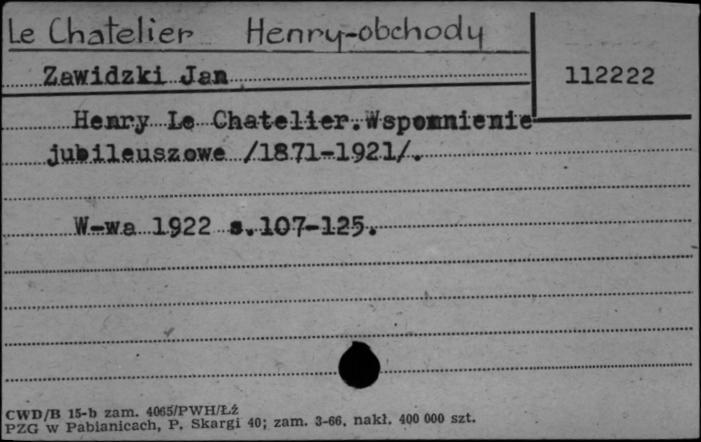 Le Chatelier Henry-obchody
Zawidzki Jan
112222
Henry Le Chatelier.Wspomnienie
jubileuszowe /1871-1921/.
W-wa 1922 s.107-125.
CWD/B 15-b zam. 4065/PWH/Łż
PZG w Pabianicach, P. Skargi 40; zam. 3-66, nakł. 400 000 szt.